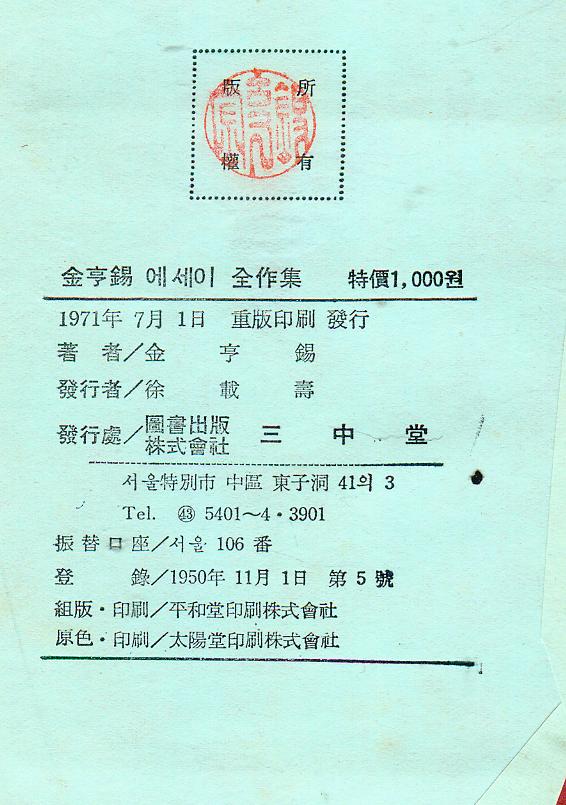 所有
版權
金亨錫 에세이 全作集 特價1,000원
1971年 7月 1日 重版印刷 發行
著 者/金 亨 錫
發行者/徐 載 壽
發行處/圖書出版 株式會社 三 中 堂
서울特別市 中區 東子洞 41의 3
Tel. ㊸ 5401~4・3901
振替口座/서울 106 番
登 錄/1950年 11月 1日 第 5 號
組版・印刷/平和堂印刷株式會社
原色・印刷/太陽堂印刷株式會社